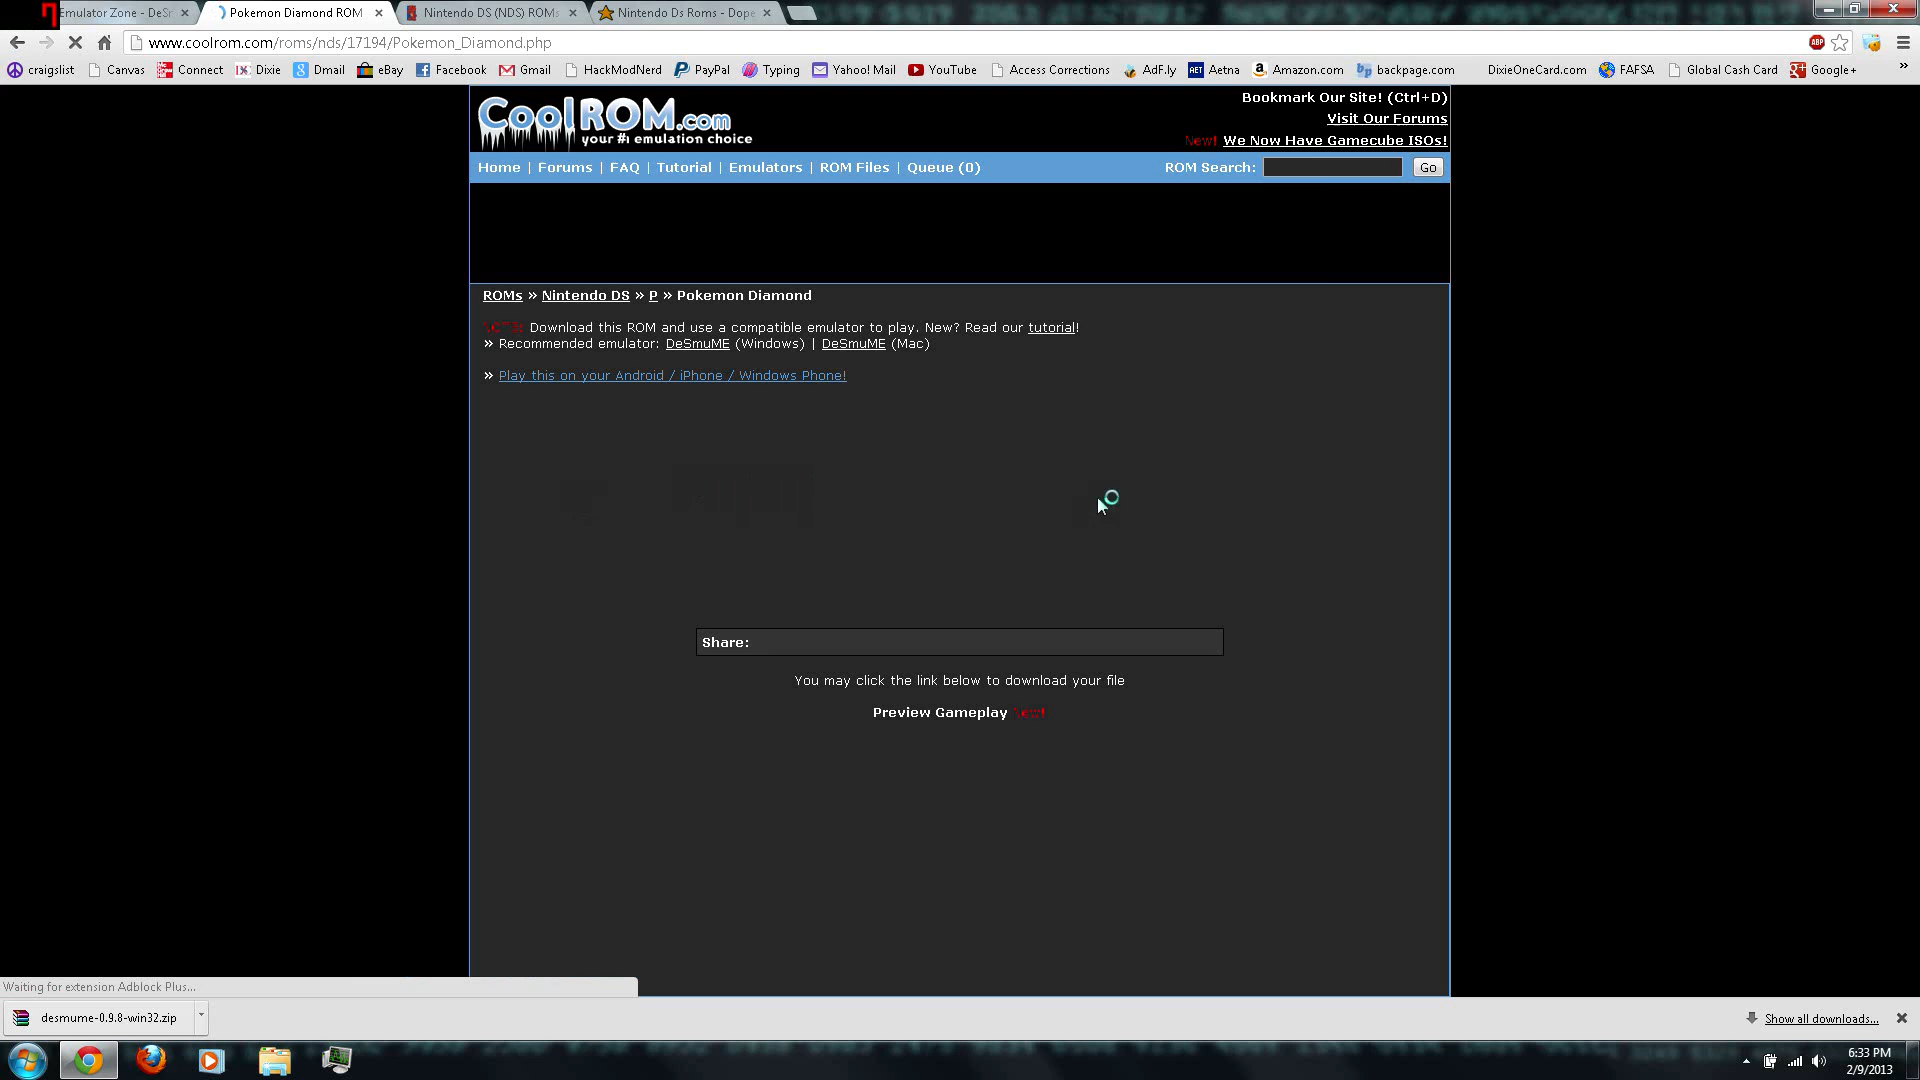 Emulator Zone - DeSm
Pokemon Diamond ROM
Nintendo DS (NDS) ROMs
Nintendo Ds Roms - Dope
www.coolrom.com/roms/nds/17194/Pokemon_Diamond.php
ABP
craigslist
Canvas
Connect
Dixie
Dmail
eBay
Facebook
Gmail
HackModNerd
PayPal
Typing
Yahoo! Mail
YouTube
Access Corrections
AdF.ly
Aetna
Amazon.com
backpage.com
DixieOneCard.com
FAFSA
Global Cash Card
Google+
»
CoolROM.com
your #1 emulation choice
Bookmark Our Site! (Ctrl+D)
Visit Our Forums
New! We Now Have Gamecube ISOs!
Home | Forums | FAQ | Tutorial | Emulators | ROM Files | Queue (0)
ROM Search: Go
ROMs » Nintendo DS » P » Pokemon Diamond
NOTE: Download this ROM and use a compatible emulator to play. New? Read our tutorial!
» Recommended emulator: DeSmuME (Windows) | DeSmuME (Mac)
» Play this on your Android / iPhone / Windows Phone!
Share:
You may click the link below to download your file
Preview Gameplay New!
Waiting for extension Adblock Plus...
desmume-0.9.8-win32.zip
Show all downloads...
6:33 PM
2/9/2013